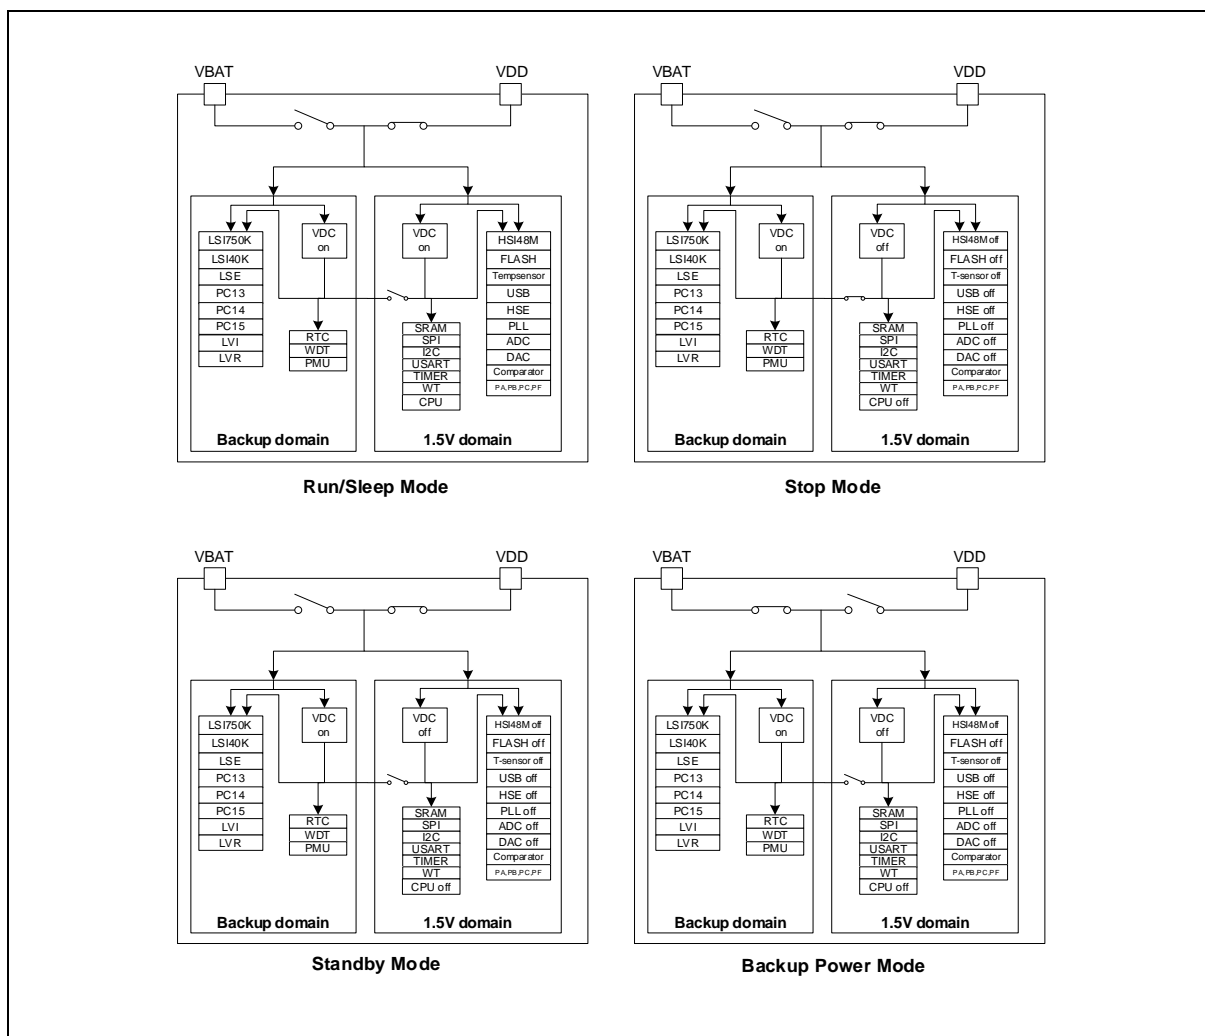 VBAT
VDD
LSI750K
LSI40K
LSE
PC13
PC14
PC15
LVI
LVR
VDC
on
RTC
WDT
PMU
Backup domain
VDC
on
SRAM
SPI
I2C
USART
TIMER
WT
CPU
HSI48M
FLASH
Tempsensor
USB
HSE
PLL
ADC
DAC
Comparator
PA,PB,PC,PF
1.5V domain
Run/Sleep Mode
VBAT
VDD
LSI750K
LSI40K
LSE
PC13
PC14
PC15
LVI
LVR
VDC
on
RTC
WDT
PMU
Backup domain
VDC
off
SRAM
SPI
I2C
USART
TIMER
WT
CPU off
HSI48M off
FLASH off
T-sensor off
USB off
HSE off
PLL off
ADC off
DAC off
Comparator
PA,PB,PC,PF
1.5V domain
Stop Mode
VBAT
VDD
LSI750K
LSI40K
LSE
PC13
PC14
PC15
LVI
LVR
VDC
on
RTC
WDT
PMU
Backup domain
VDC
off
SRAM
SPI
I2C
USART
TIMER
WT
CPU off
HSI48M off
FLASH off
T-sensor off
USB off
HSE off
PLL off
ADC off
DAC off
Comparator
PA,PB,PC,PF
1.5V domain
Standby Mode
VBAT
VDD
LSI750K
LSI40K
LSE
PC13
PC14
PC15
LVI
LVR
VDC
on
RTC
WDT
PMU
Backup domain
VDC
off
SRAM
SPI
I2C
USART
TIMER
WT
CPU off
HSI48M off
FLASH off
T-sensor off
USB off
HSE off
PLL off
ADC off
DAC off
Comparator
PA,PB,PC,PF
1.5V domain
Backup Power Mode